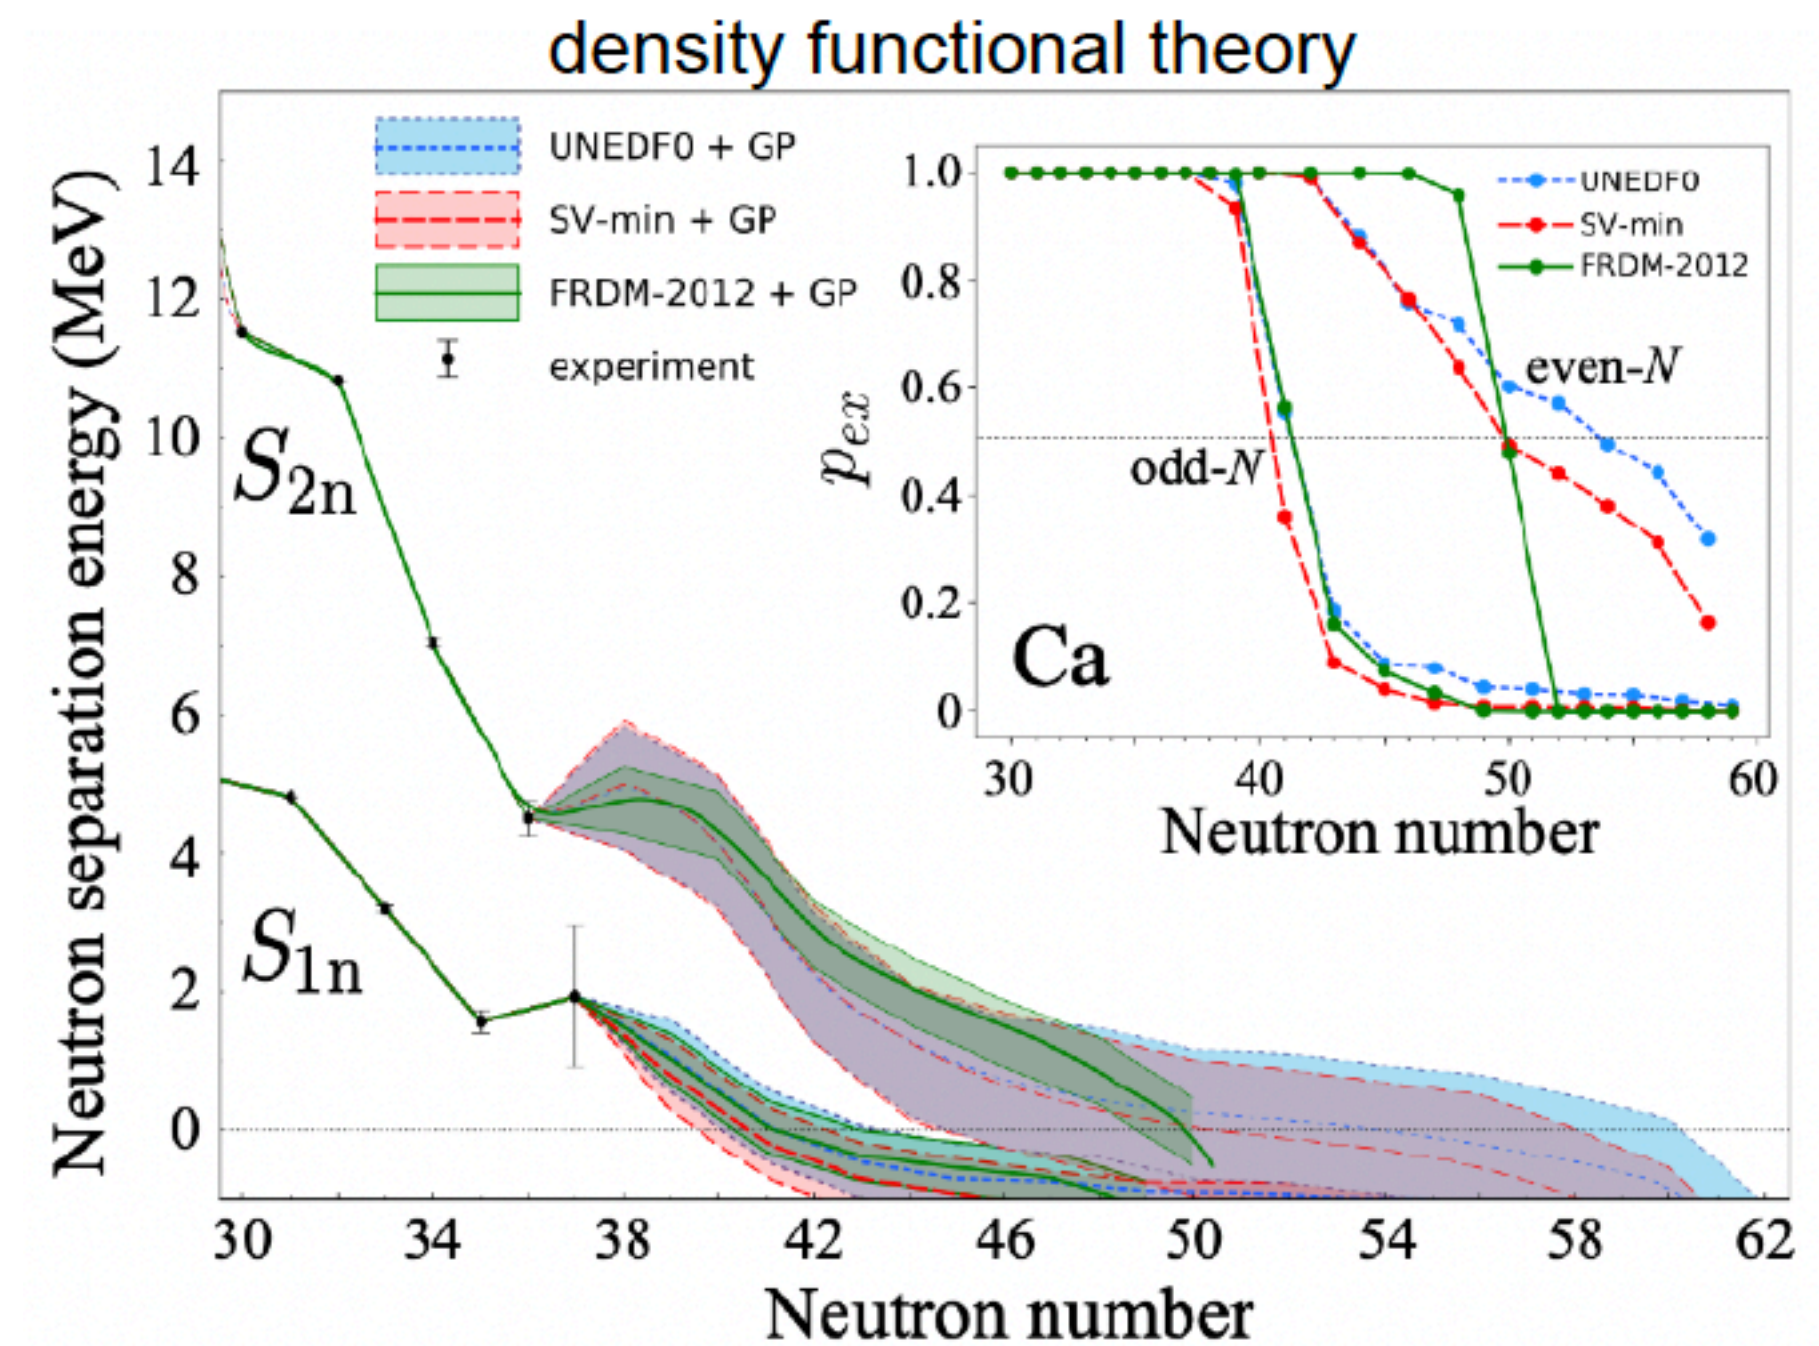 density functional theory
Neutron separation energy (MeV)
14
12
10
8
6
4
2
0
UNEDF0 + GP
SV-min + GP
FRDM-2012 + GP
experiment
S2n
S1n
30 34 38 42 46 50 54 58 62
Neutron number
pex
1.0
0.8
0.6
0.4
0.2
0
UNEDF0
SV-min
FRDM-2012
even-N
odd-N
Ca
30 40 50 60
Neutron number